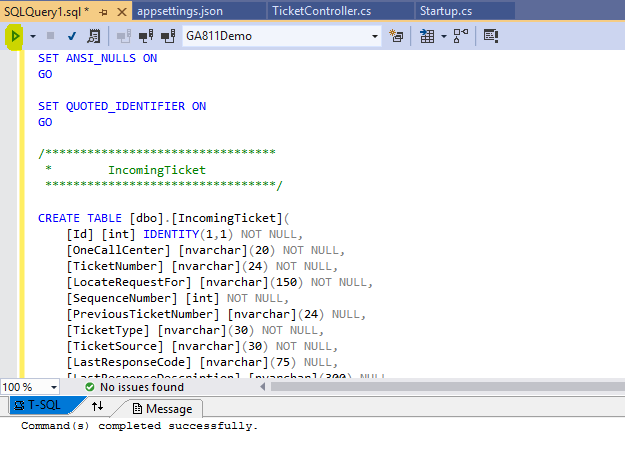 SQLQuery1.sql * appsettings.json TicketController.cs Startup.cs
GA811Demo
SET ANSI_NULLS ON
GO
SET QUOTED_IDENTIFIER ON
GO
/*********************************
* IncomingTicket
*********************************/
CREATE TABLE [dbo].[IncomingTicket](
[Id] [int] IDENTITY(1,1) NOT NULL,
[OneCallCenter] [nvarchar](20) NOT NULL,
[TicketNumber] [nvarchar](24) NOT NULL,
[LocateRequestFor] [nvarchar](150) NOT NULL,
[SequenceNumber] [int] NOT NULL,
[PreviousTicketNumber] [nvarchar](24) NULL,
[TicketType] [nvarchar](30) NOT NULL,
[TicketSource] [nvarchar](30) NOT NULL,
[LastResponseCode] [nvarchar](75) NULL,
[LastResponseDescription] [nvarchar](300) NULL,
100 % No issues found
T-SQL Message
Command(s) completed successfully.